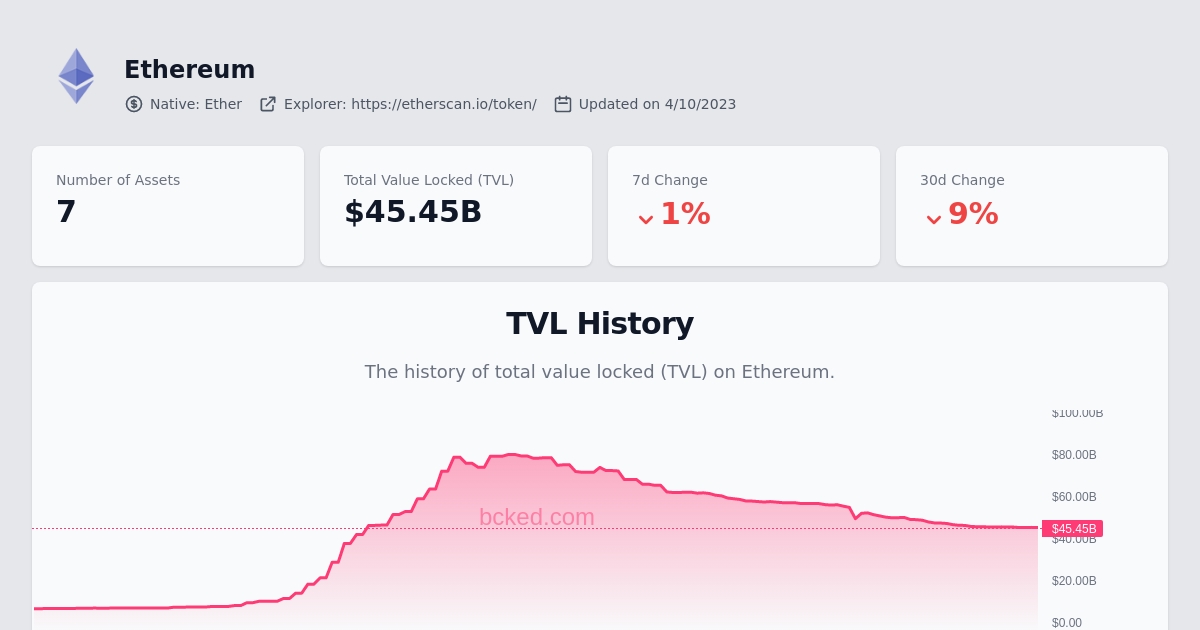 Ethereum
Native: Ether Explorer: https://etherscan.io/token/ Updated on 4/10/2023
Number of Assets
7
Total Value Locked (TVL)
$45.45B
7d Change
1%
30d Change
9%
TVL History
The history of total value locked (TVL) on Ethereum.
$100.00B
$80.00B
$60.00B
bcked.com
$45.45B
$40.00B
$20.00B
$0.00